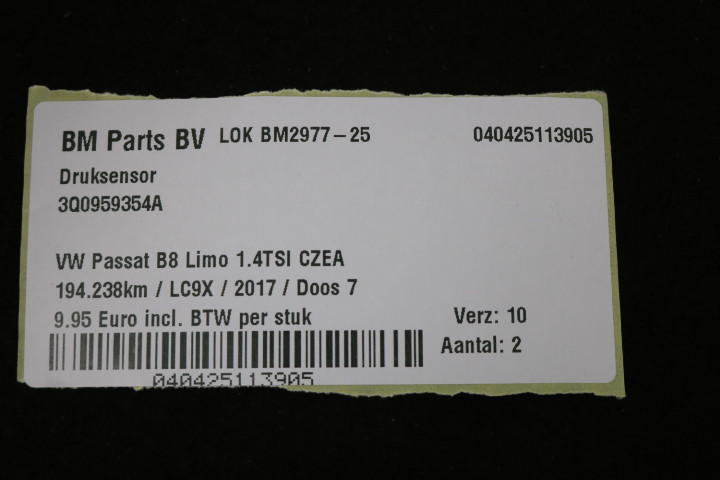 BM Parts BV LOK BM2977-25 040425113905
Druksensor
3Q0959354A
VW Passat B8 Limo 1.4TSI CZEA
194.238km / LC9X / 2017 / Doos 7
9.95 Euro incl. BTW per stuk Verz: 10
Aantal: 2
040425113905